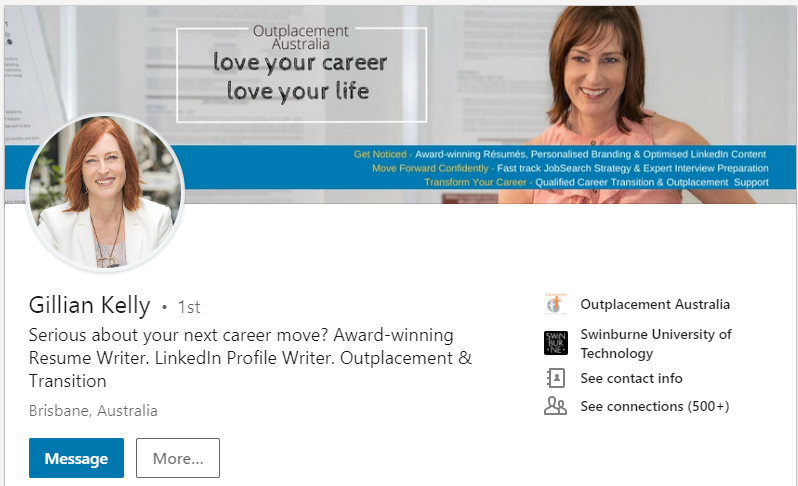 Outplacement
Australia
love your career
love your life
Get Noticed - Award-winning Résumés, Personalised Branding & Optimised LinkedIn Content
Move Forward Confidently - Fast track JobSearch Strategy & Expert Interview Preparation
Transform Your Career - Qualified Career Transition & Outplacement Support
Gillian Kelly • 1st
Serious about your next career move? Award-winning
Resume Writer. LinkedIn Profile Writer. Outplacement &
Transition
Brisbane, Australia
Message
More...
Outplacement Australia
SWIN
BUR
NE
Swinburne University of
Technology
See contact info
See connections (500+)